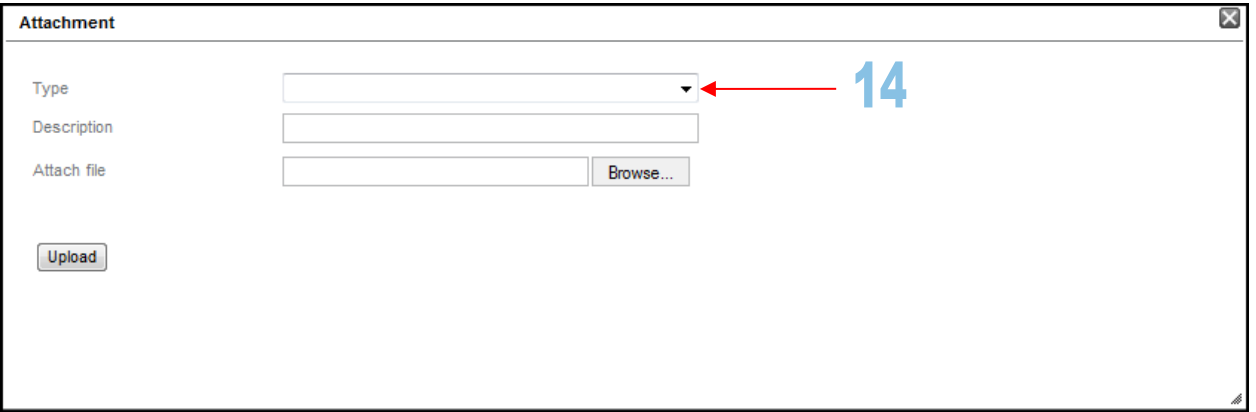 Attachment
Type
14
Description
Attach file
Browse...
Upload